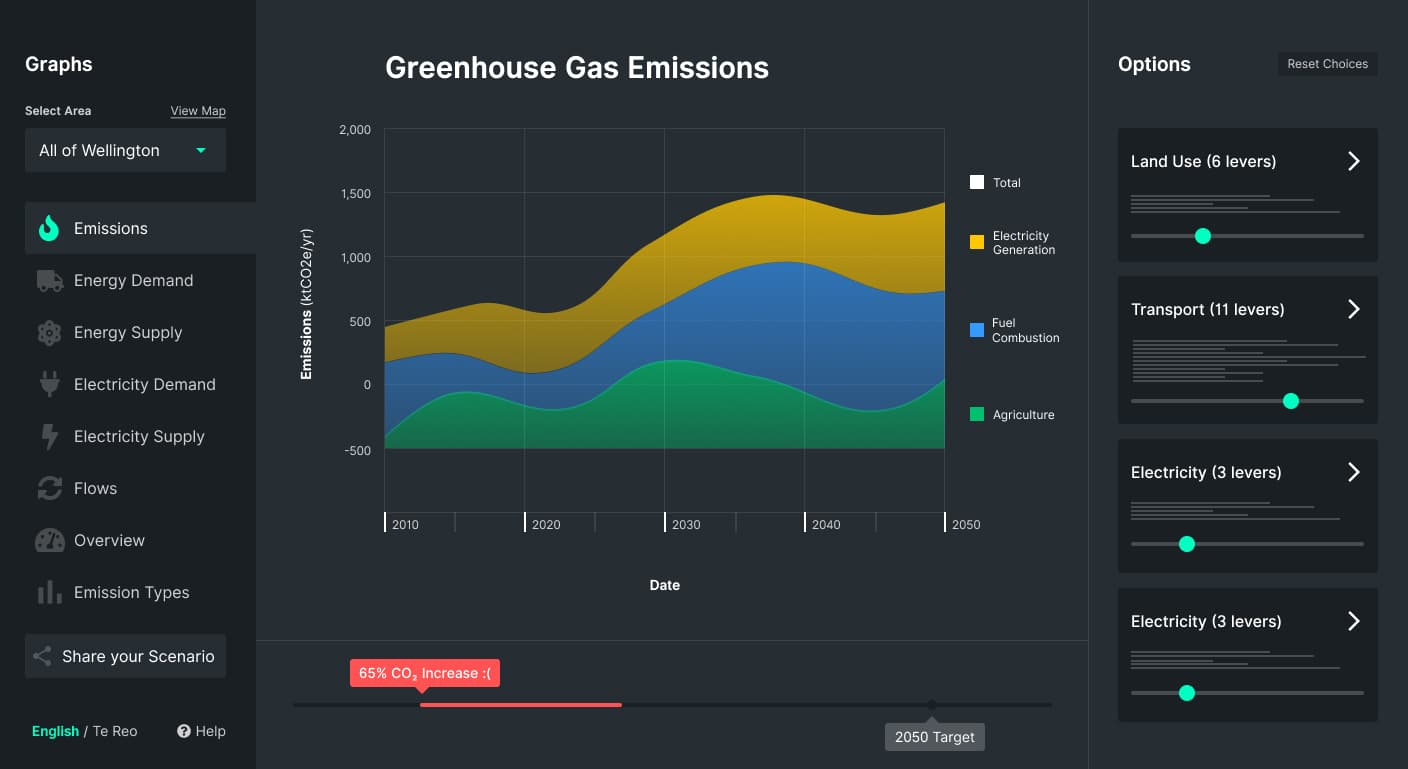 Graphs
Select Area
View Map
All of Wellington
Emissions
Energy Demand
Energy Supply
Electricity Demand
Electricity Supply
Flows
Overview
Emission Types
Share your Scenario
English / Te Reo
Help
Greenhouse Gas Emissions
Emissions (ktCO2e/yr)
2,000
1,500
1,000
500
0
-500
2010
2020
2030
2040
2050
Date
Total
Electricity
Generation
Fuel
Combustion
Agriculture
65% CO₂ Increase :(
2050 Target
Options
Reset Choices
Land Use (6 levers)
Transport (11 levers)
Electricity (3 levers)
Electricity (3 levers)